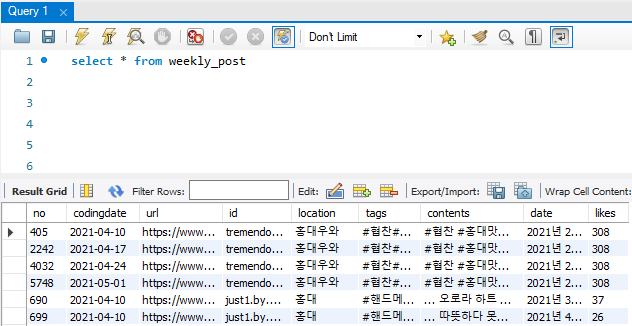 Query 1
Don't Limit
1 select * from weekly_post
2
3
4
5
6
Result Grid Filter Rows: Edit: Export/Import: Wrap Cell Content:
no codingdate url id location tags contents date likes
405 2021-04-10 https://www... tremendo... 홍대우와 #협찬#... #협찬 #홍대맛... 2021년 2... 308
2242 2021-04-17 https://www... tremendo... 홍대우와 #협찬#... #협찬 #홍대맛... 2021년 2... 308
4032 2021-04-24 https://www... tremendo... 홍대우와 #협찬#... #협찬 #홍대맛... 2021년 2... 308
5748 2021-05-01 https://www... tremendo... 홍대우와 #협찬#... #협찬 #홍대맛... 2021년 2... 308
690 2021-04-10 https://www... just1.by.... 홍대 #핸드메... ... 오로라 하트 ... 2021년 3... 37
699 2021-04-10 https://www... just1.by.... 홍대 #핸드메... ... 따뜻하다 못... 2021년 4... 26